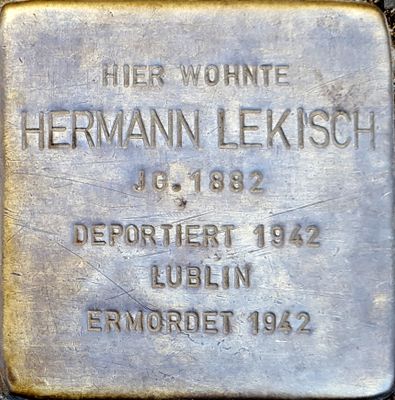 HIER WOHNTE
HERMANN LEKISCH
JG. 1882
DEPORTIERT 1942
LUBLIN
ERMORDET 1942